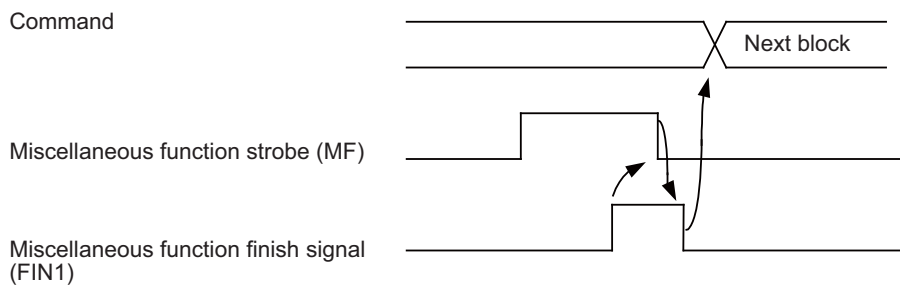 Command
Next block
Miscellaneous function strobe (MF)
Miscellaneous function finish signal
(FIN1)